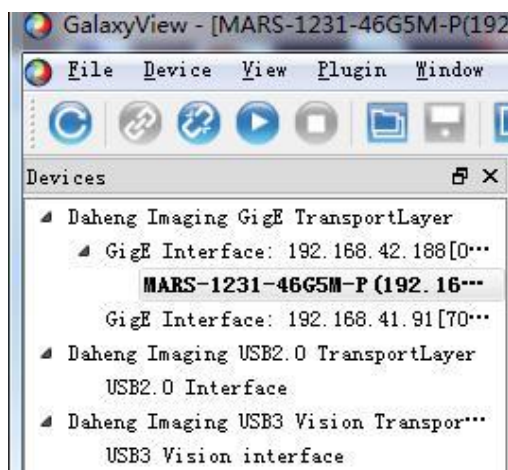 GalaxyView - [MARS-1231-46G5M-P(192
File Device View Plugin Window
Devices
Daheng Imaging GigE TransportLayer
GigE Interface: 192.168.42.188[0…
MARS-1231-46G5M-P(192.16…
GigE Interface: 192.168.41.91[70…
Daheng Imaging USB2.0 TransportLayer
USB2.0 Interface
Daheng Imaging USB3 Vision Transpor…
USB3 Vision interface